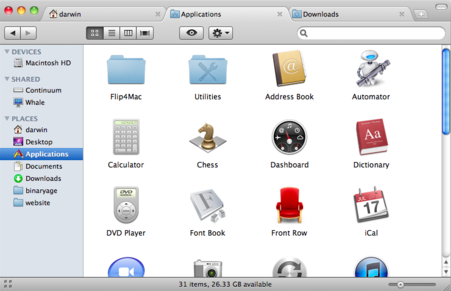 darwin
Applications
Downloads
DEVICES
Macintosh HD
SHARED
Continuum
Whale
PLACES
darwin
Desktop
Applications
Documents
Downloads
binaryage
website
Flip4Mac
Utilities
Address Book
Automator
Calculator
Chess
Dashboard
Dictionary
DVD Player
Font Book
Front Row
iCal
@
Aa
DVD
17
31 items, 26.33 GB available